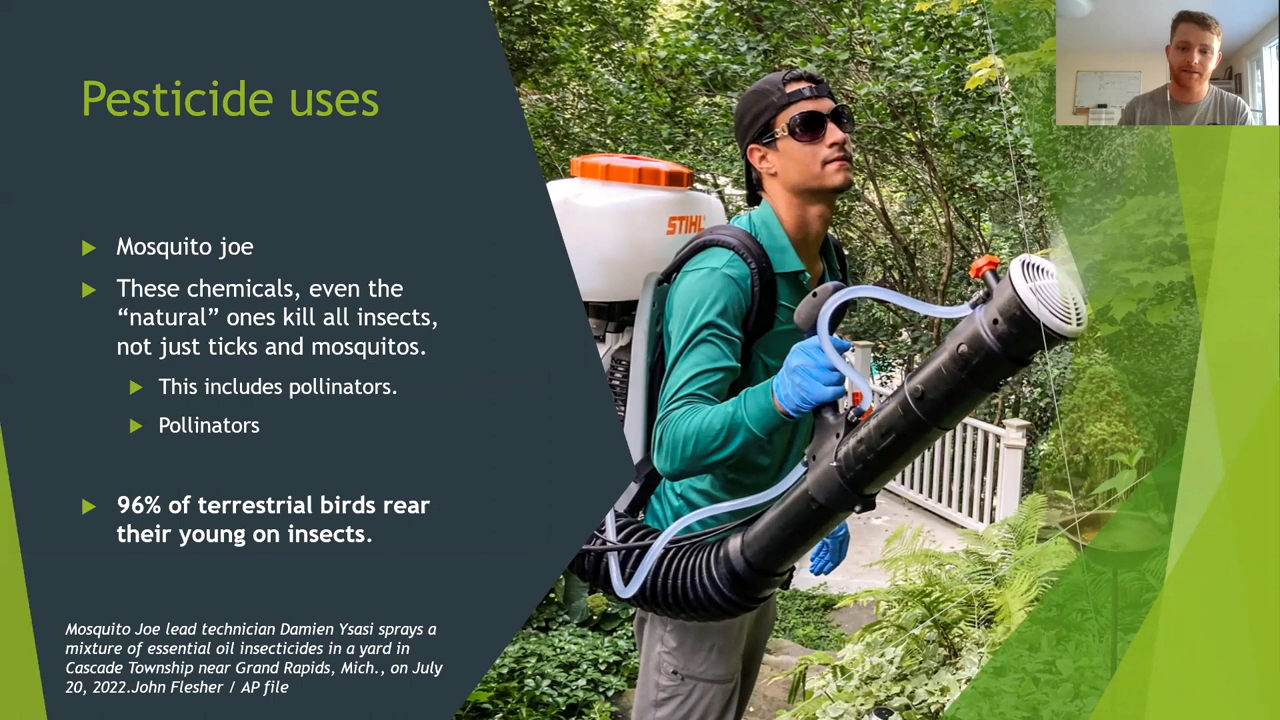 Pesticide uses
Mosquito joe
These chemicals, even the
“natural” ones kill all insects,
not just ticks and mosquitos.
This includes pollinators.
Pollinators
96% of terrestrial birds rear
their young on insects.
Mosquito Joe lead technician Damien Ysasi sprays a
mixture of essential oil insecticides in a yard in
Cascade Township near Grand Rapids, Mich., on July
20, 2022.John Flesher / AP file
STIHL